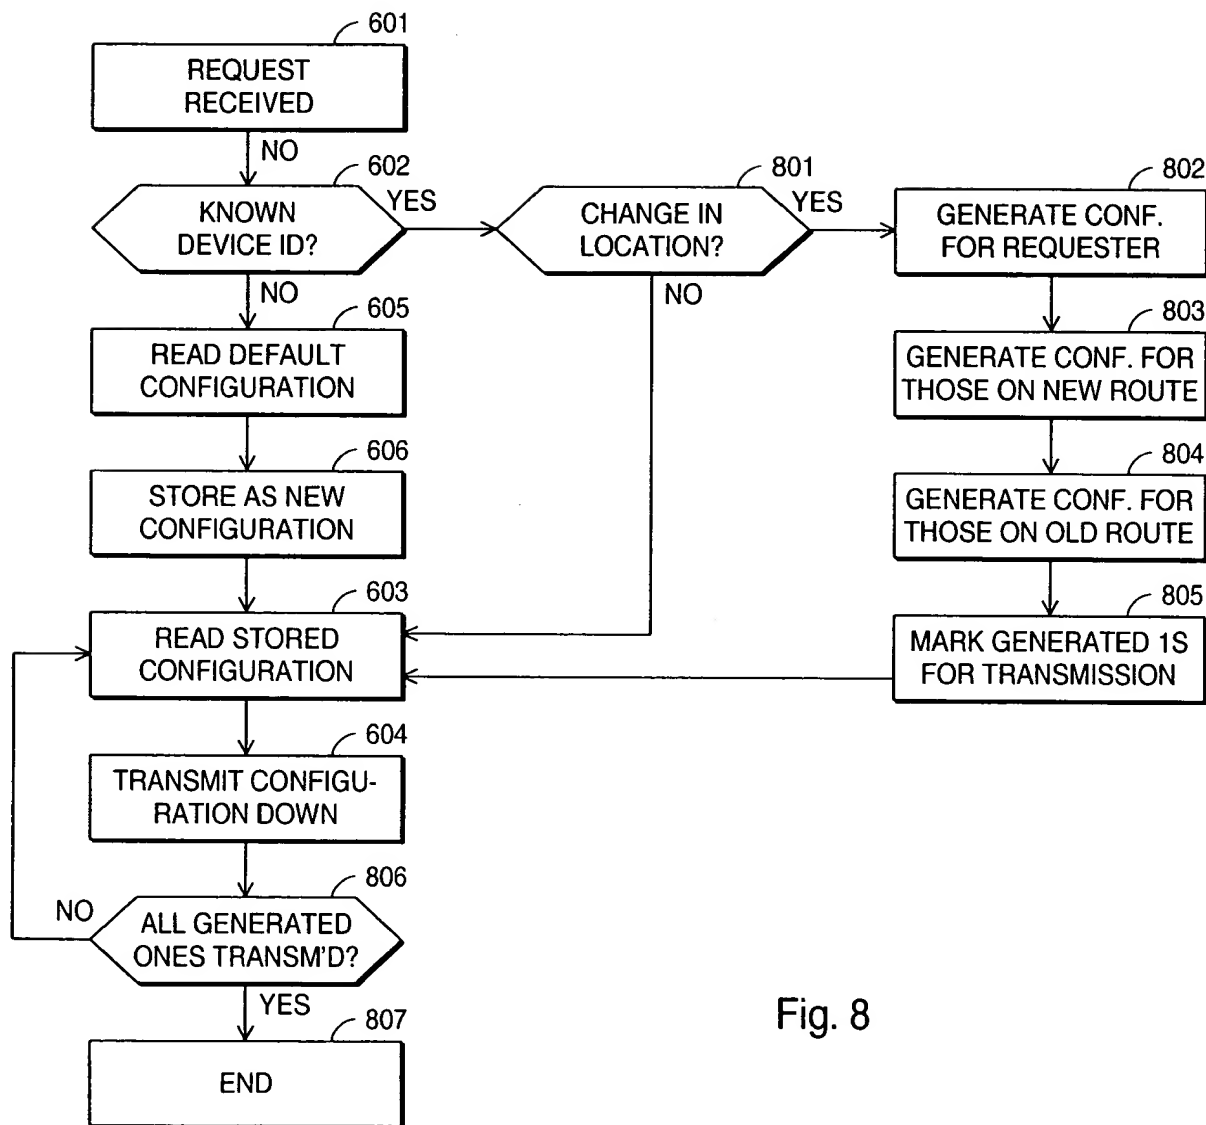 601
REQUEST
RECEIVED
NO
602
KNOWN
DEVICE ID?
YES
801
CHANGE IN
LOCATION?
YES
802
GENERATE CONF.
FOR REQUESTER
NO
NO
605
READ DEFAULT
CONFIGURATION
803
GENERATE CONF. FOR
THOSE ON NEW ROUTE
606
STORE AS NEW
CONFIGURATION
804
GENERATE CONF. FOR
THOSE ON OLD ROUTE
603
READ STORED
CONFIGURATION
805
MARK GENERATED 1S
FOR TRANSMISSION
604
TRANSMIT CONFIGU-
RATION DOWN
806
NO
ALL GENERATED
ONES TRANSM'D?
YES
807
END
Fig. 8